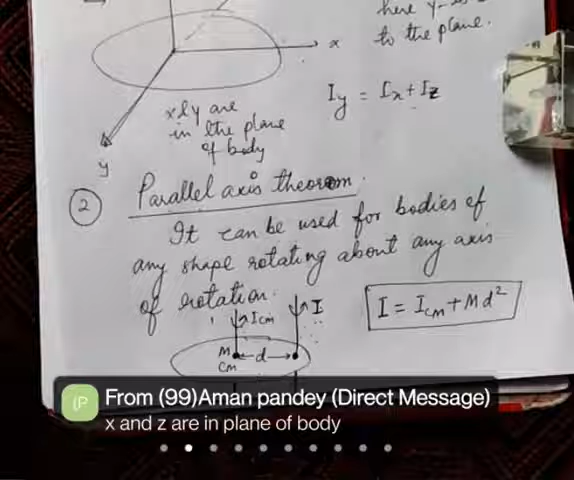 here y-
to the plane.
x
Iy = Ix + Iz
x & y are
in the plane
of body
y
2 Parallel axis theorem.
It can be used for bodies of
any shape rotating about any axis
of rotation.
Icm
I
I = Icm + Md²
M
d
cm
From (99)Aman pandey (Direct Message)
x and z are in plane of body